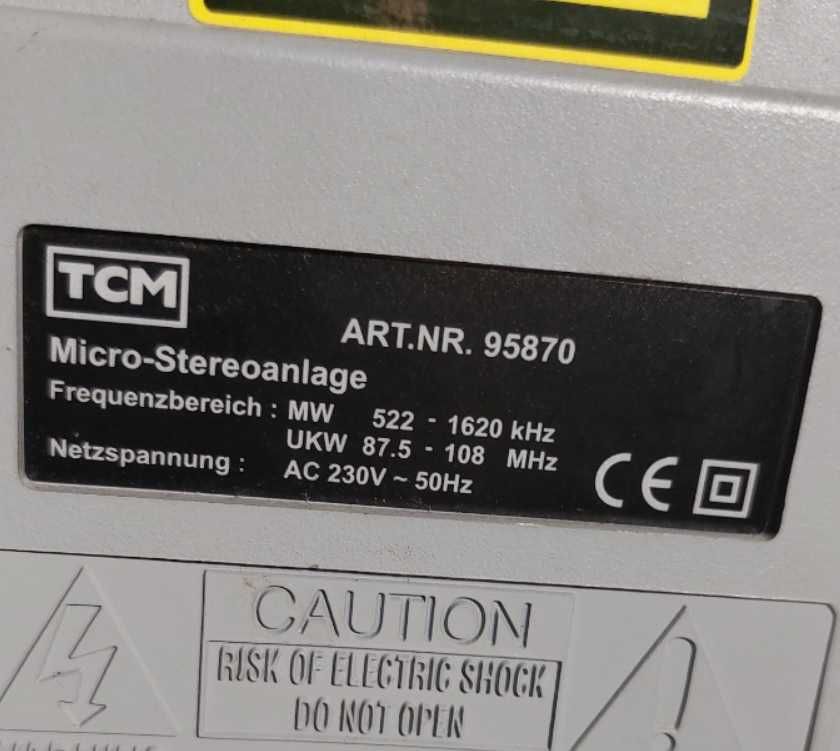 TCM
ART.NR. 95870
Micro-Stereoanlage
Frequenzbereich : MW 522 - 1620 kHz
UKW 87.5 - 108 MHz
Netzspannung : AC 230V ~ 50Hz
CE
CAUTION
RISK OF ELECTRIC SHOCK
DO NOT OPEN